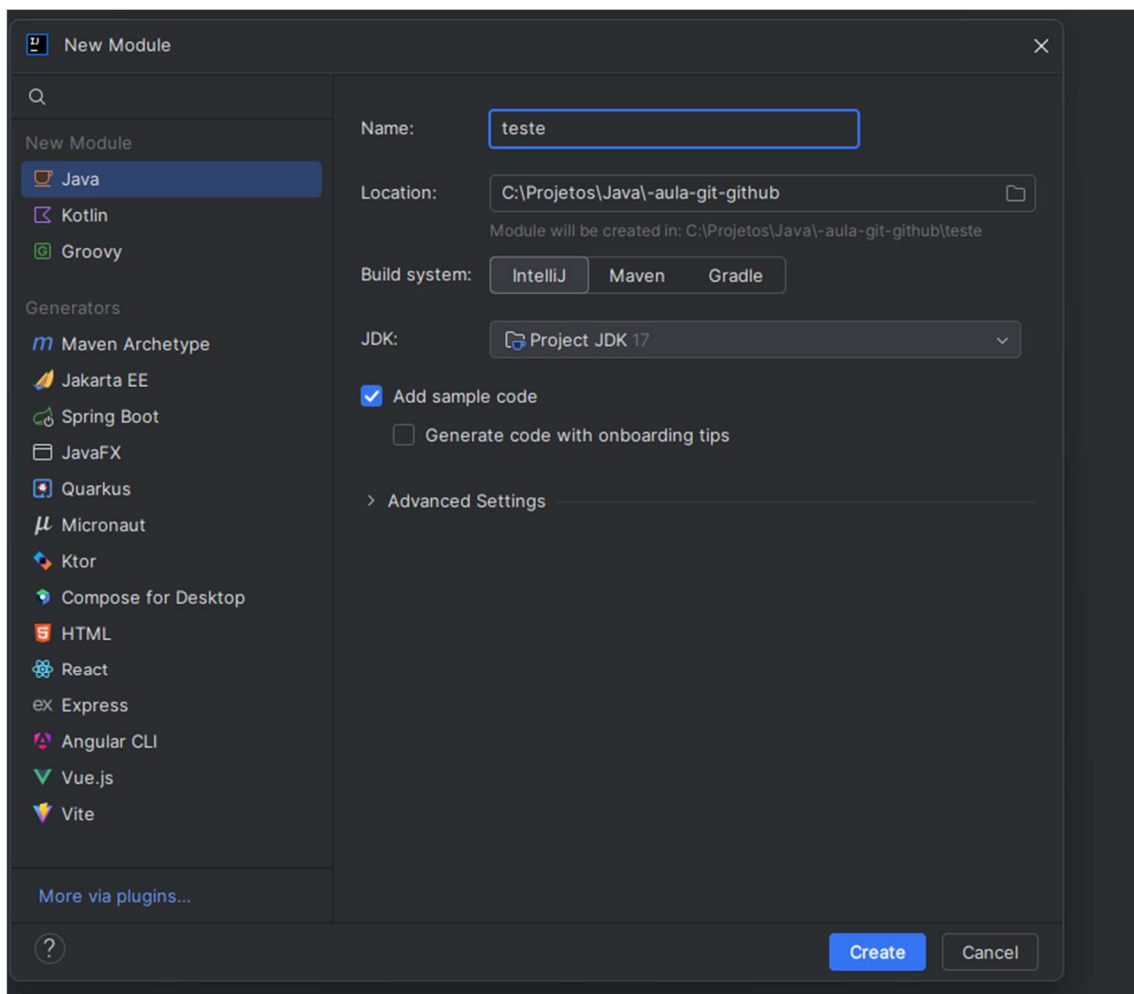 New Module
New Module
Java
Kotlin
Groovy
Generators
Maven Archetype
Jakarta EE
Spring Boot
JavaFX
Quarkus
Micronaut
Ktor
Compose for Desktop
HTML
React
ex Express
Angular CLI
Vue.js
Vite
More via plugins...
Name: teste
Location: C:\Projetos\Java\-aula-git-github
Module will be created in: C:\Projetos\Java\-aula-git-github\teste
Build system: IntelliJ Maven Gradle
JDK: Project JDK 17
Add sample code
Generate code with onboarding tips
Advanced Settings
? Create Cancel